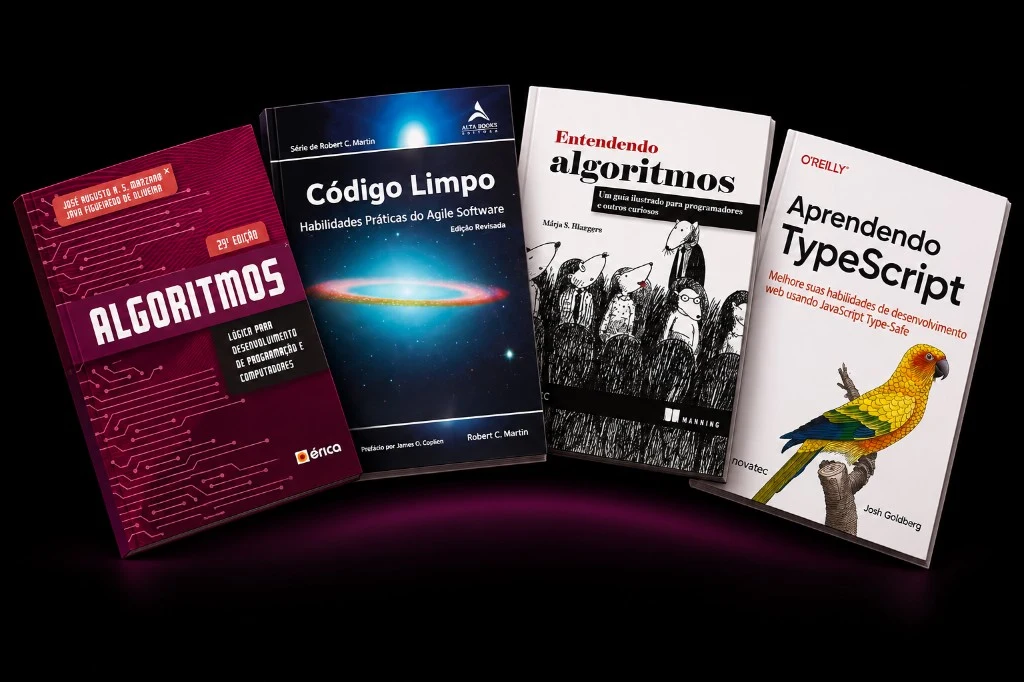 JOSÉ AUGUSTO N. G. MANZANO
JAYR FIGUEIREDO DE OLIVEIRA
29ª EDIÇÃO
ALGORITMOS
LÓGICA PARA
DESENVOLVIMENTO
DE PROGRAMAÇÃO E
COMPUTADORES
érica
Série de Robert C. Martin
ALTA BOOKS
EDITORA
Código Limpo
Habilidades Práticas do Agile Software
Edição Revisada
Prefácio por James O. Coplien
Robert C. Martin
Entendendo
algoritmos
Um guia ilustrado para programadores
e outros curiosos
MANNING
O'REILLY®
Aprendendo
TypeScript
Melhore suas habilidades de desenvolvimento
web usando JavaScript Type-Safe
novatec
Josh Goldberg